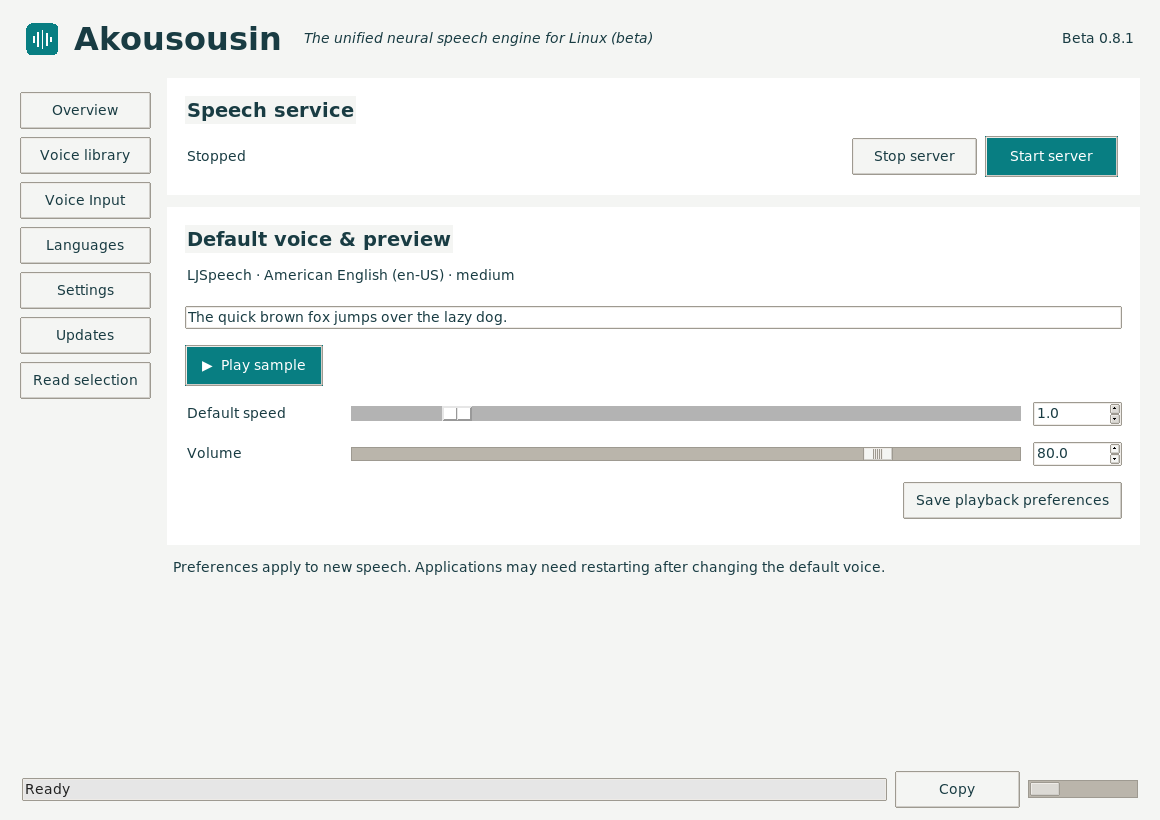 Akousousin The unified neural speech engine for Linux (beta) Beta 0.8.1
Overview
Voice library
Voice Input
Languages
Settings
Updates
Read selection
Speech service
Stopped Stop server Start server
Default voice & preview
LJSpeech · American English (en-US) · medium
The quick brown fox jumps over the lazy dog.
▶ Play sample
Default speed 1.0
Volume 80.0
Save playback preferences
Preferences apply to new speech. Applications may need restarting after changing the default voice.
Ready Copy